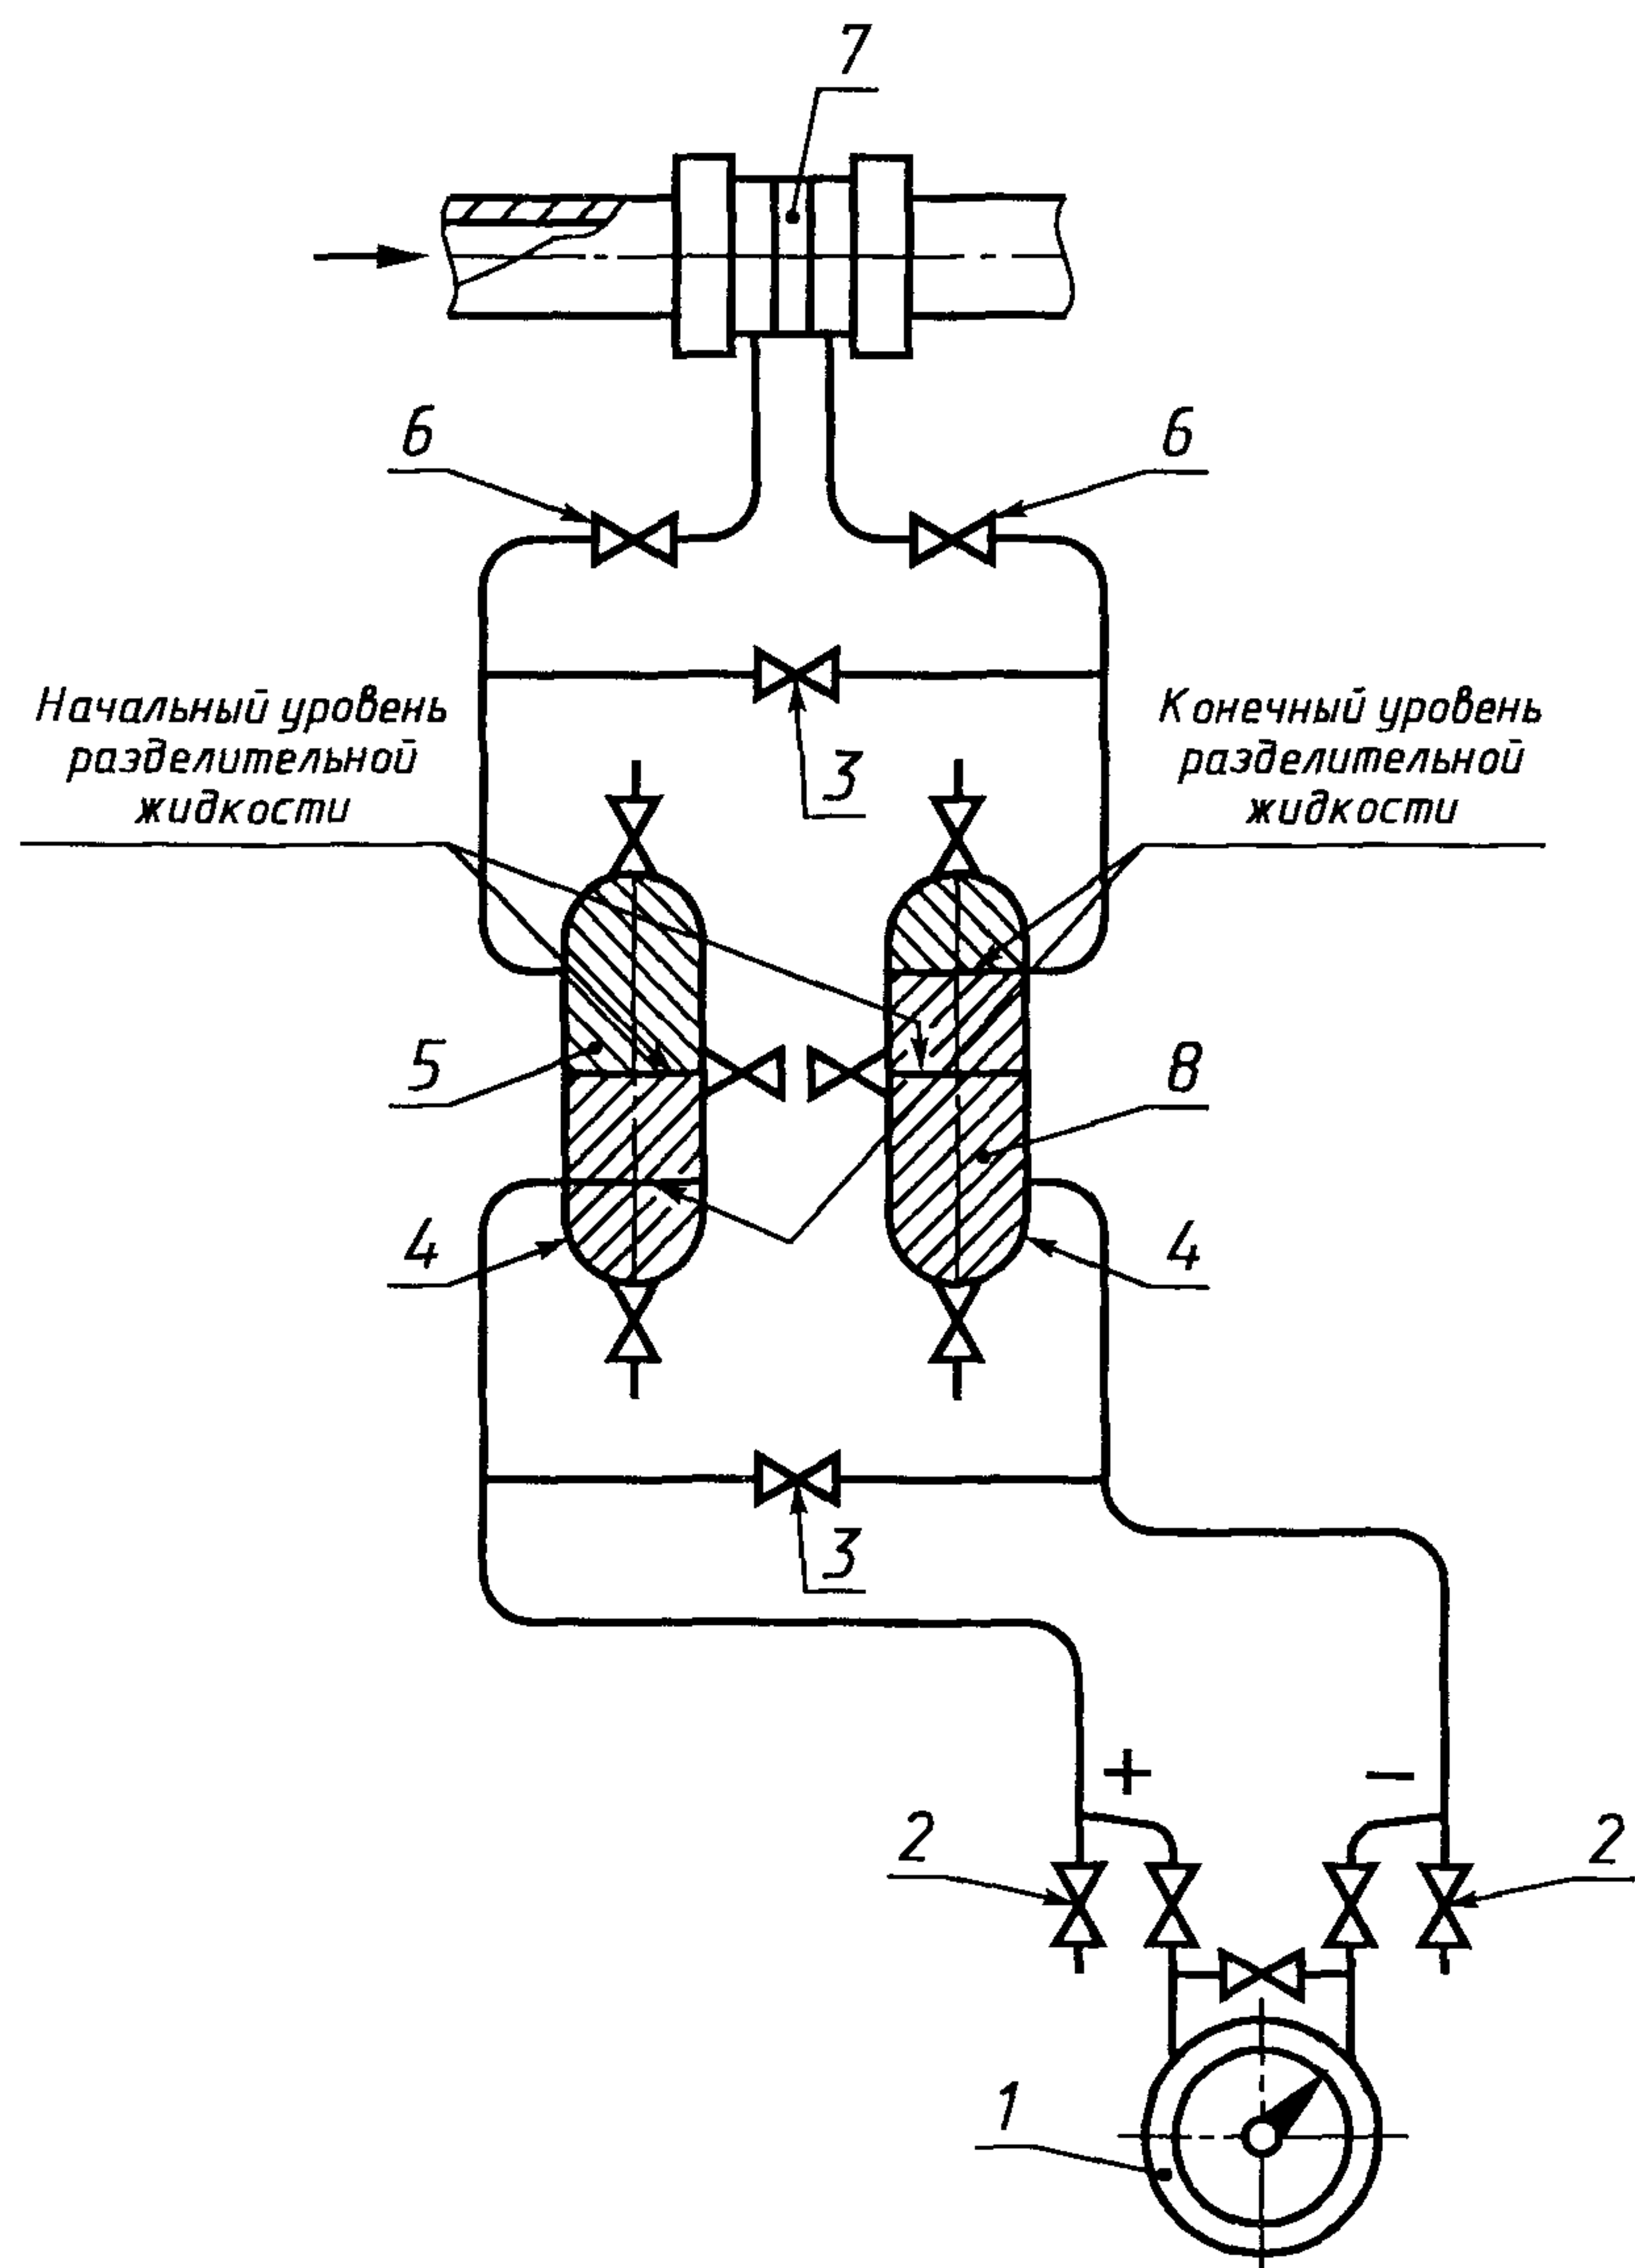 7
6
6
Начальный уровень
разделительной
жидкости
Конечный уровень
разделительной
жидкости
3
5
8
4
4
3
+
−
2
2
1